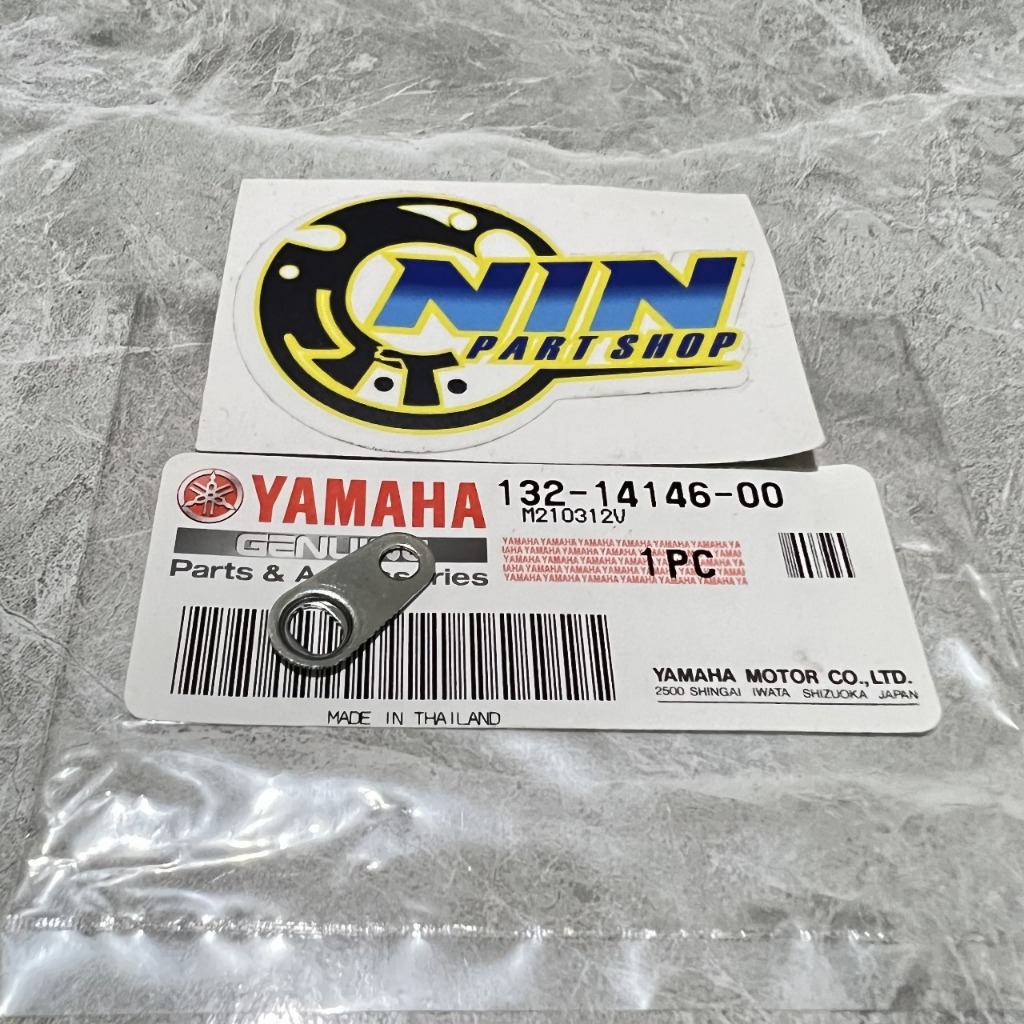 NIN
PART SHOP
YAMAHA 132-14146-00
M210312V
GENUINE
Parts & Accessories
1PC
YAMAHA MOTOR CO.,LTD.
2500 SHINGAI IWATA SHIZUOKA JAPAN
MADE IN THAILAND